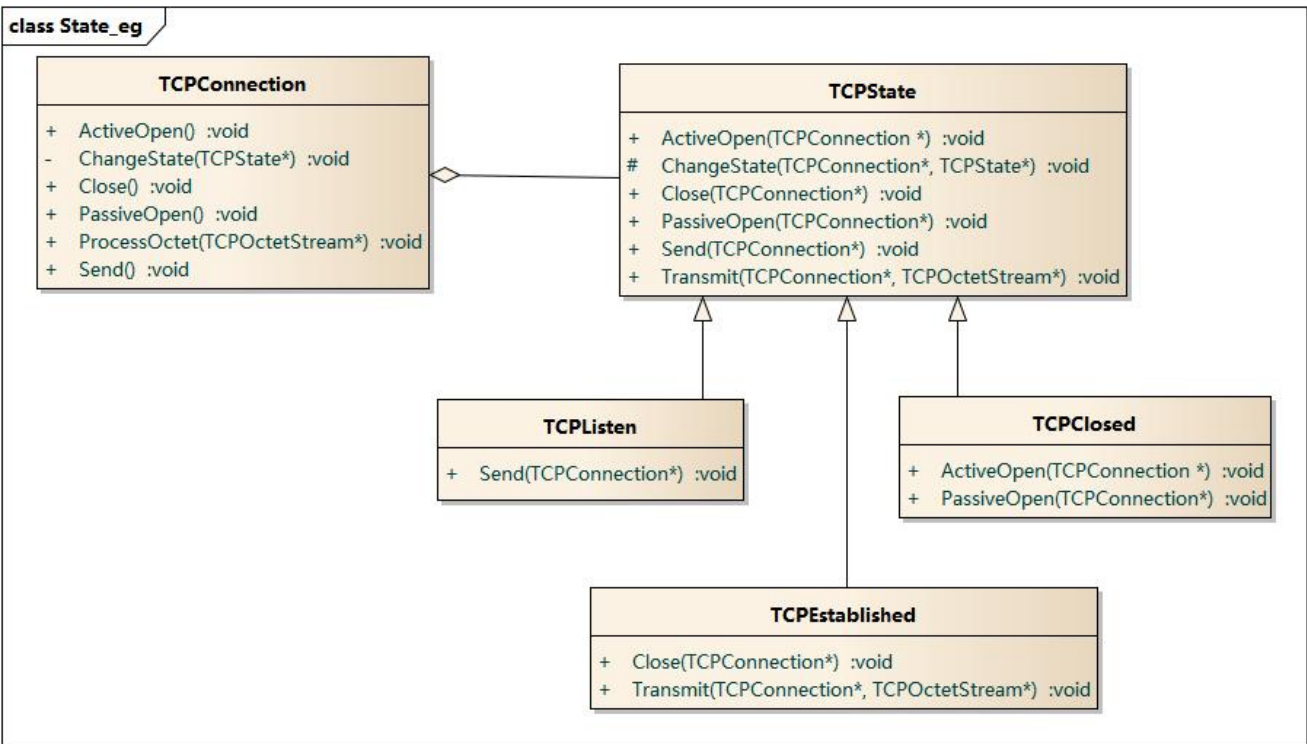 class State_eg
TCPConnection
+ ActiveOpen() :void
- ChangeState(TCPState*) :void
+ Close() :void
+ PassiveOpen() :void
+ ProcessOctet(TCPOctetStream*) :void
+ Send() :void
TCPState
+ ActiveOpen(TCPConnection *) :void
# ChangeState(TCPConnection*, TCPState*) :void
+ Close(TCPConnection*) :void
+ PassiveOpen(TCPConnection*) :void
+ Send(TCPConnection*) :void
+ Transmit(TCPConnection*, TCPOctetStream*) :void
TCPListen
+ Send(TCPConnection*) :void
TCPClosed
+ ActiveOpen(TCPConnection *) :void
+ PassiveOpen(TCPConnection*) :void
TCPEstablished
+ Close(TCPConnection*) :void
+ Transmit(TCPConnection*, TCPOctetStream*) :void